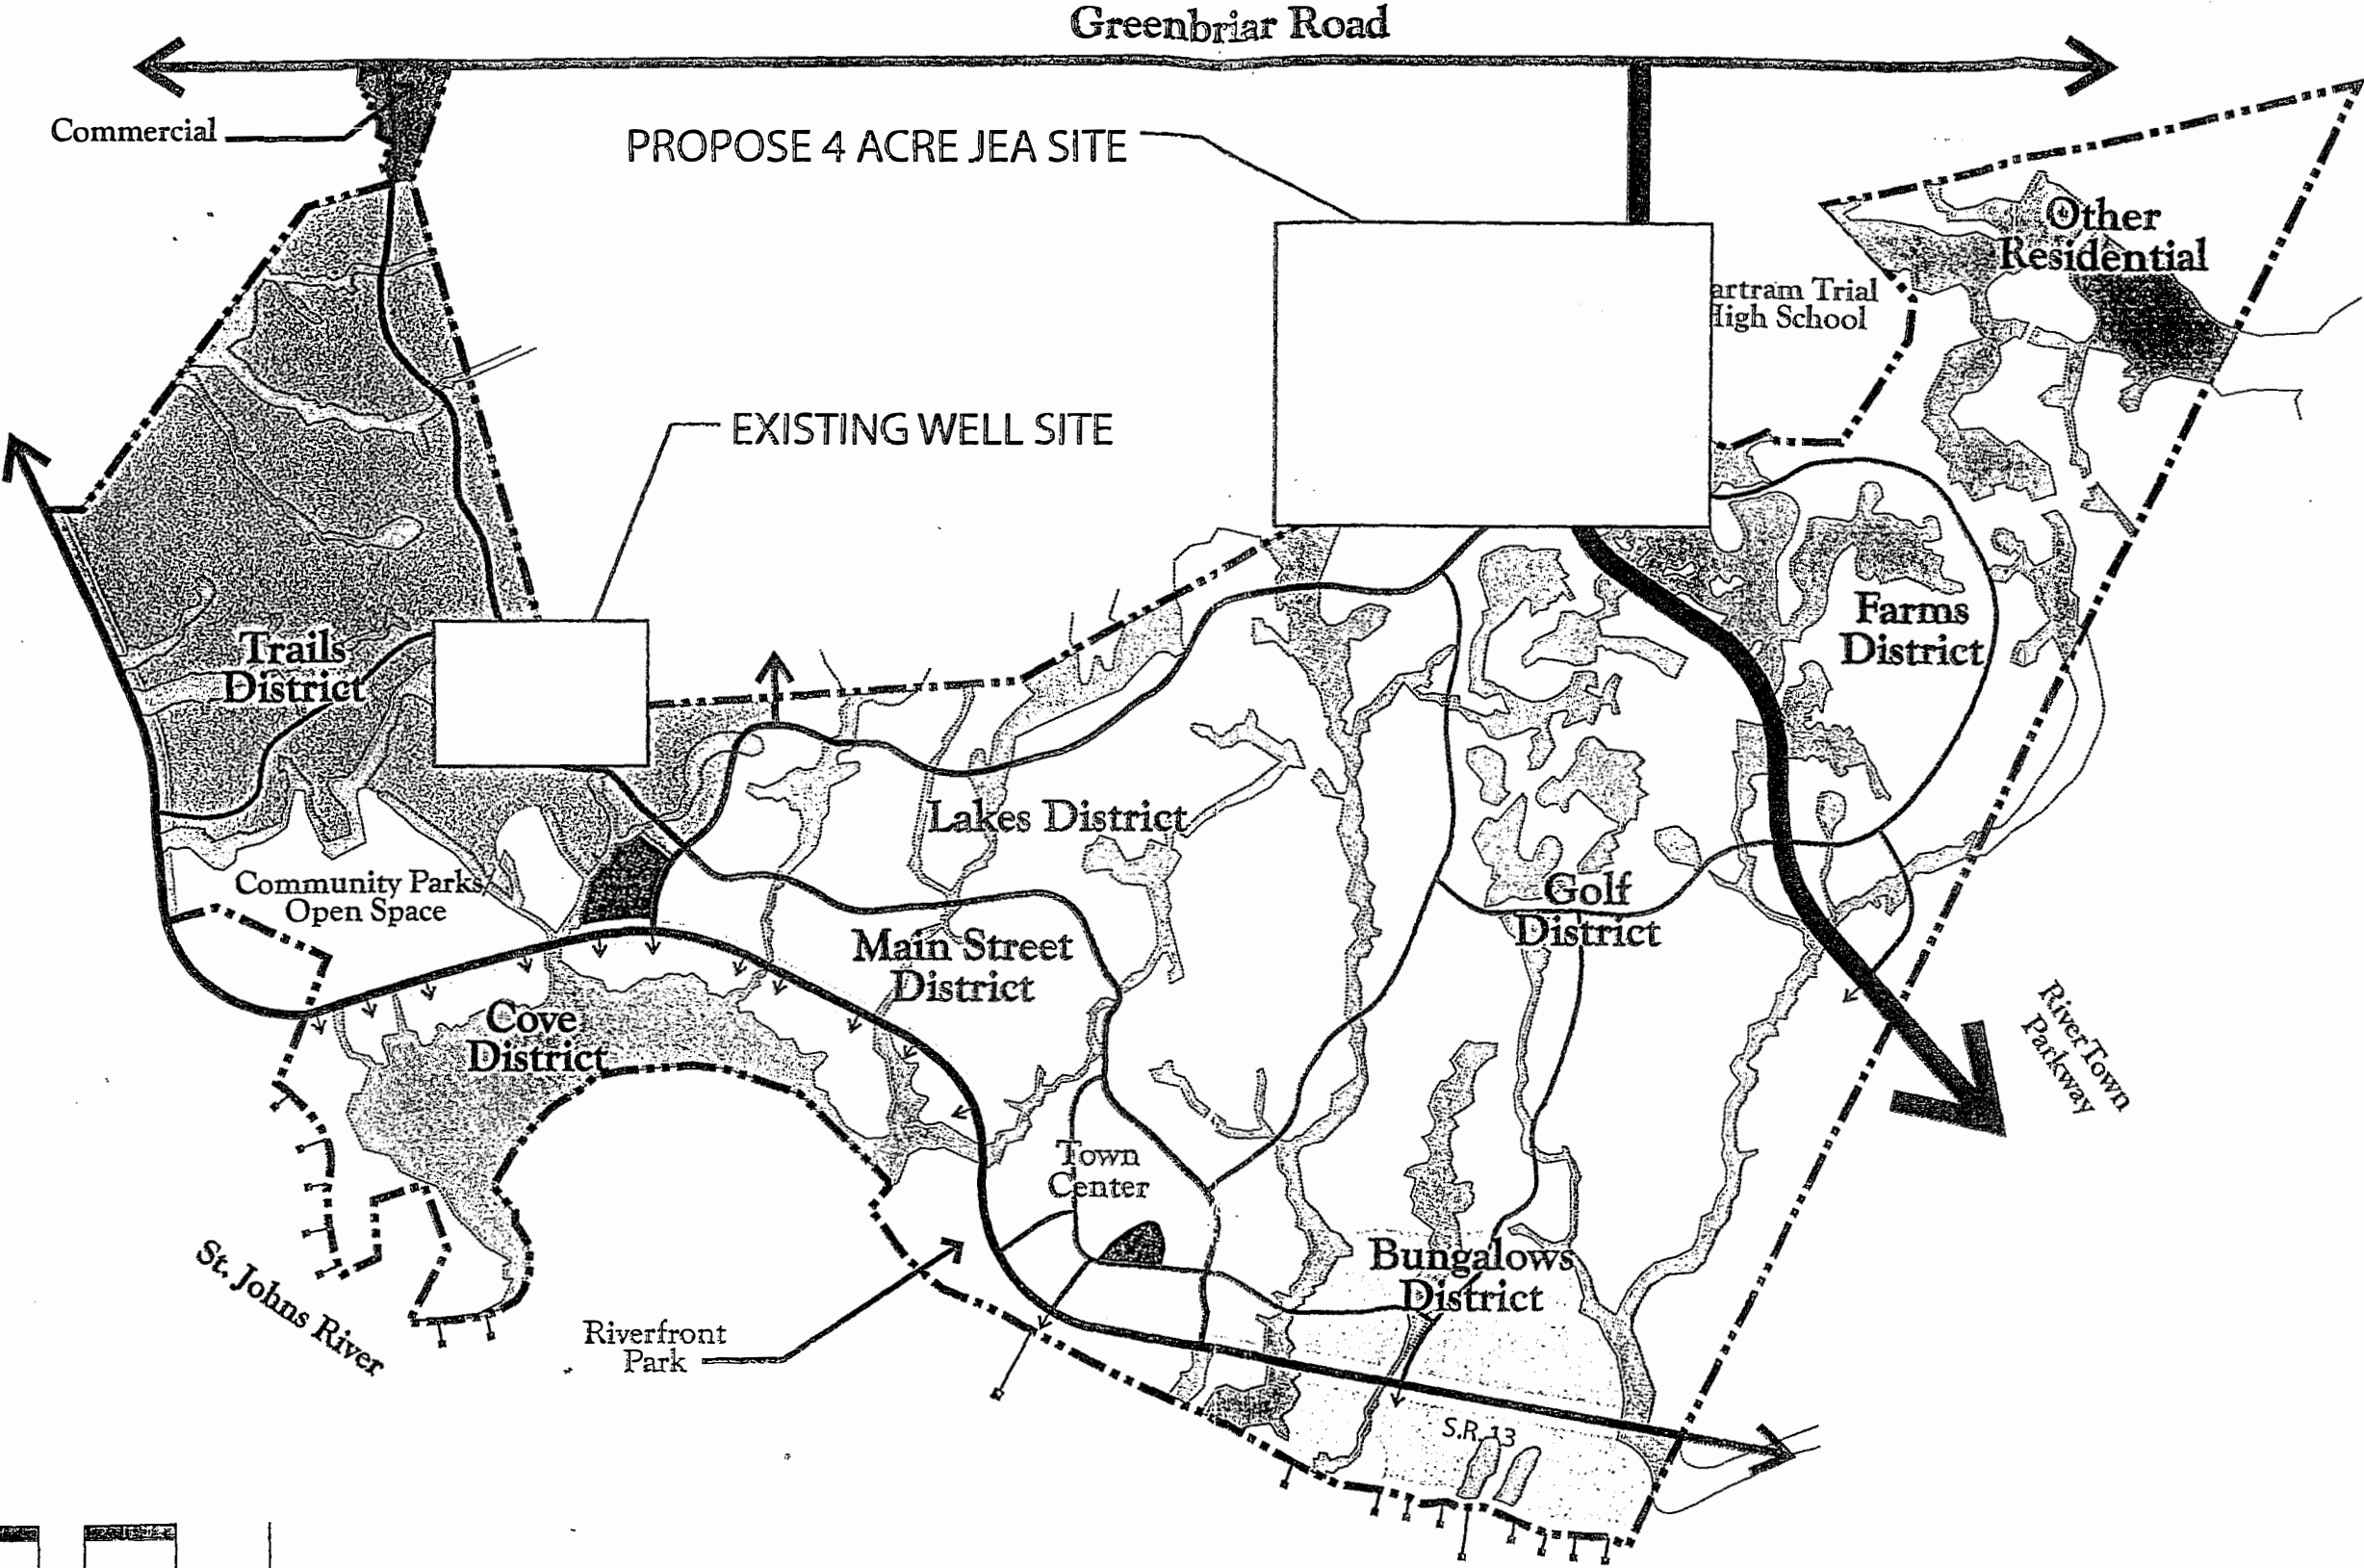 Greenbriar Road
Commercial
PROPOSE 4 ACRE JEA SITE
Other
Residential
artram Trial
High School
EXISTING WELL SITE
Trails
District
Farms
District
Lakes District
Community Parks/
Open Space
Golf
District
Main Street
District
Cove
District
RiverTown
Parkway
Town
Center
St. Johns River
Bungalows
District
Riverfront
Park
S.R. 13